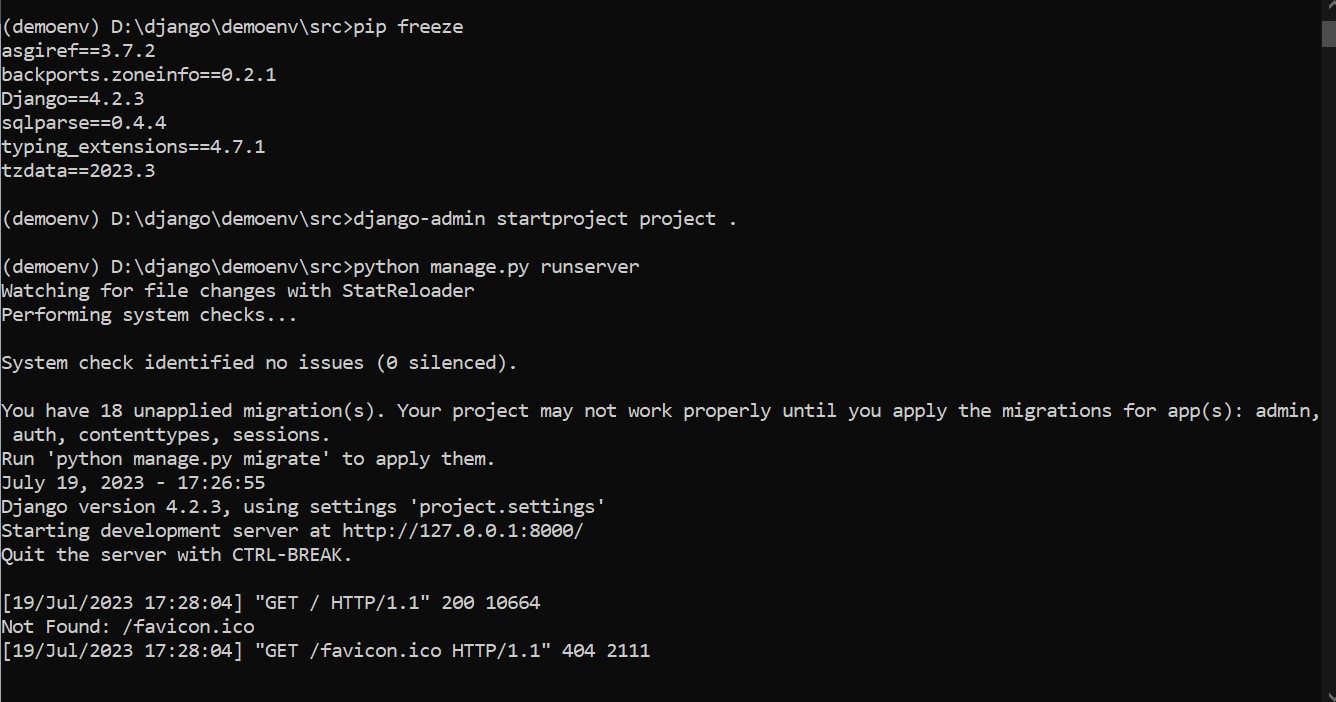 (demoenv) D:\django\demoenv\src>pip freeze
asgiref==3.7.2
backports.zoneinfo==0.2.1
Django==4.2.3
sqlparse==0.4.4
typing_extensions==4.7.1
tzdata==2023.3
(demoenv) D:\django\demoenv\src>django-admin startproject project .
(demoenv) D:\django\demoenv\src>python manage.py runserver
Watching for file changes with StatReloader
Performing system checks...
System check identified no issues (0 silenced).
You have 18 unapplied migration(s). Your project may not work properly until you apply the migrations for app(s): admin,
 auth, contenttypes, sessions.
Run 'python manage.py migrate' to apply them.
July 19, 2023 - 17:26:55
Django version 4.2.3, using settings 'project.settings'
Starting development server at http://127.0.0.1:8000/
Quit the server with CTRL-BREAK.
[19/Jul/2023 17:28:04] "GET / HTTP/1.1" 200 10664
Not Found: /favicon.ico
[19/Jul/2023 17:28:04] "GET /favicon.ico HTTP/1.1" 404 2111